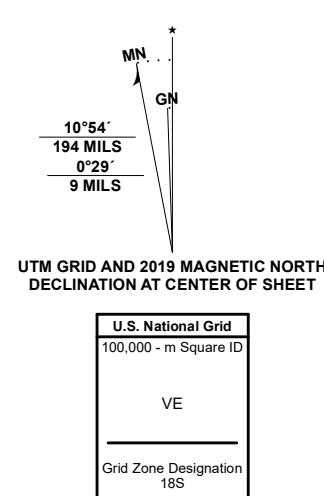 MN
GN
10°54´
194 MILS
0°29´
9 MILS
UTM GRID AND 2019 MAGNETIC NORTH
DECLINATION AT CENTER OF SHEET
U.S. National Grid
100,000 - m Square ID
VE
Grid Zone Designation
18S